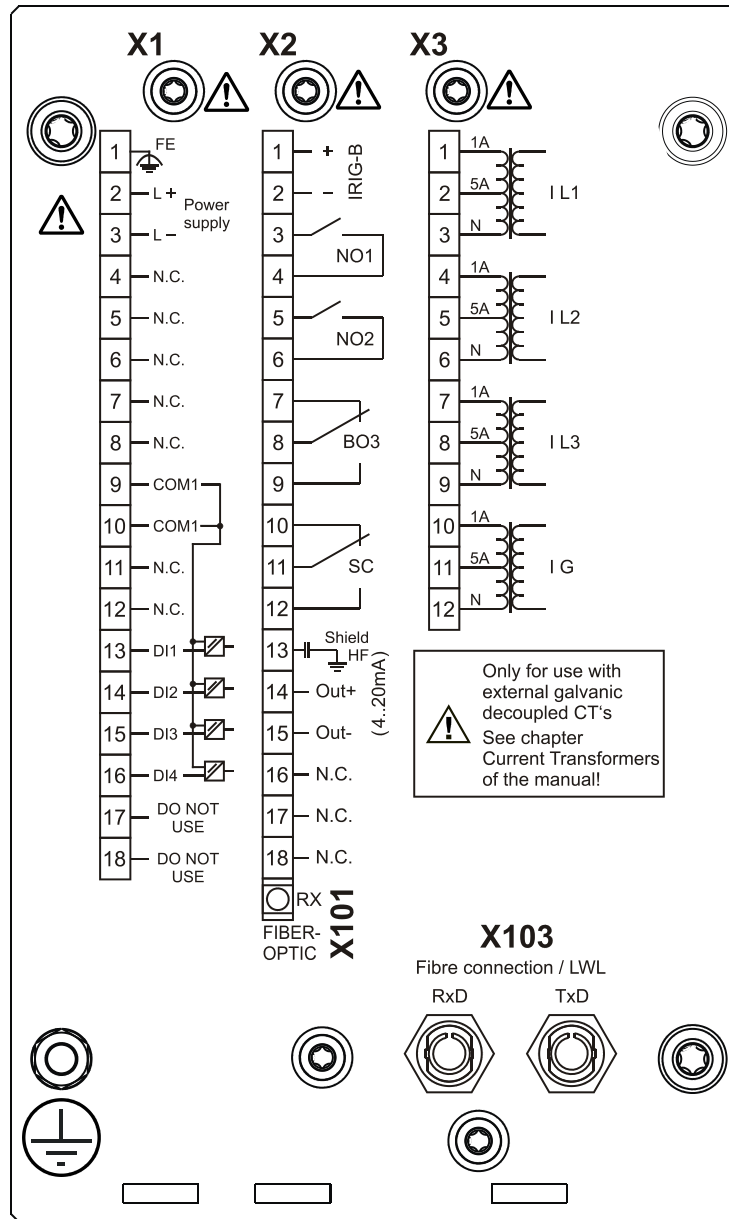 X1 X2 X3
1 FE
2 L+
Power
supply
3 L–
4 N.C.
5 N.C.
6 N.C.
7 N.C.
8 N.C.
9 COM1
10 COM1
11 N.C.
12 N.C.
13 DI1
14 DI2
15 DI3
16 DI4
17 DO NOT
USE
18 DO NOT
USE
1 +
2 –
IRIG-B
3
NO1
4
5
NO2
6
7
8 BO3
9
10
11 SC
12
13 Shield
HF
14 Out+
15 Out-
(4..20mA)
16 N.C.
17 N.C.
18 N.C.
RX
FIBER-
OPTIC
X101
1 1A
2 5A I L1
3 N
4 1A
5 5A I L2
6 N
7 1A
8 5A I L3
9 N
10 1A
11 5A I G
12 N
Only for use with
external galvanic
decoupled CT‘s
See chapter
Current Transformers
of the manual!
X103
Fibre connection / LWL
RxD TxD